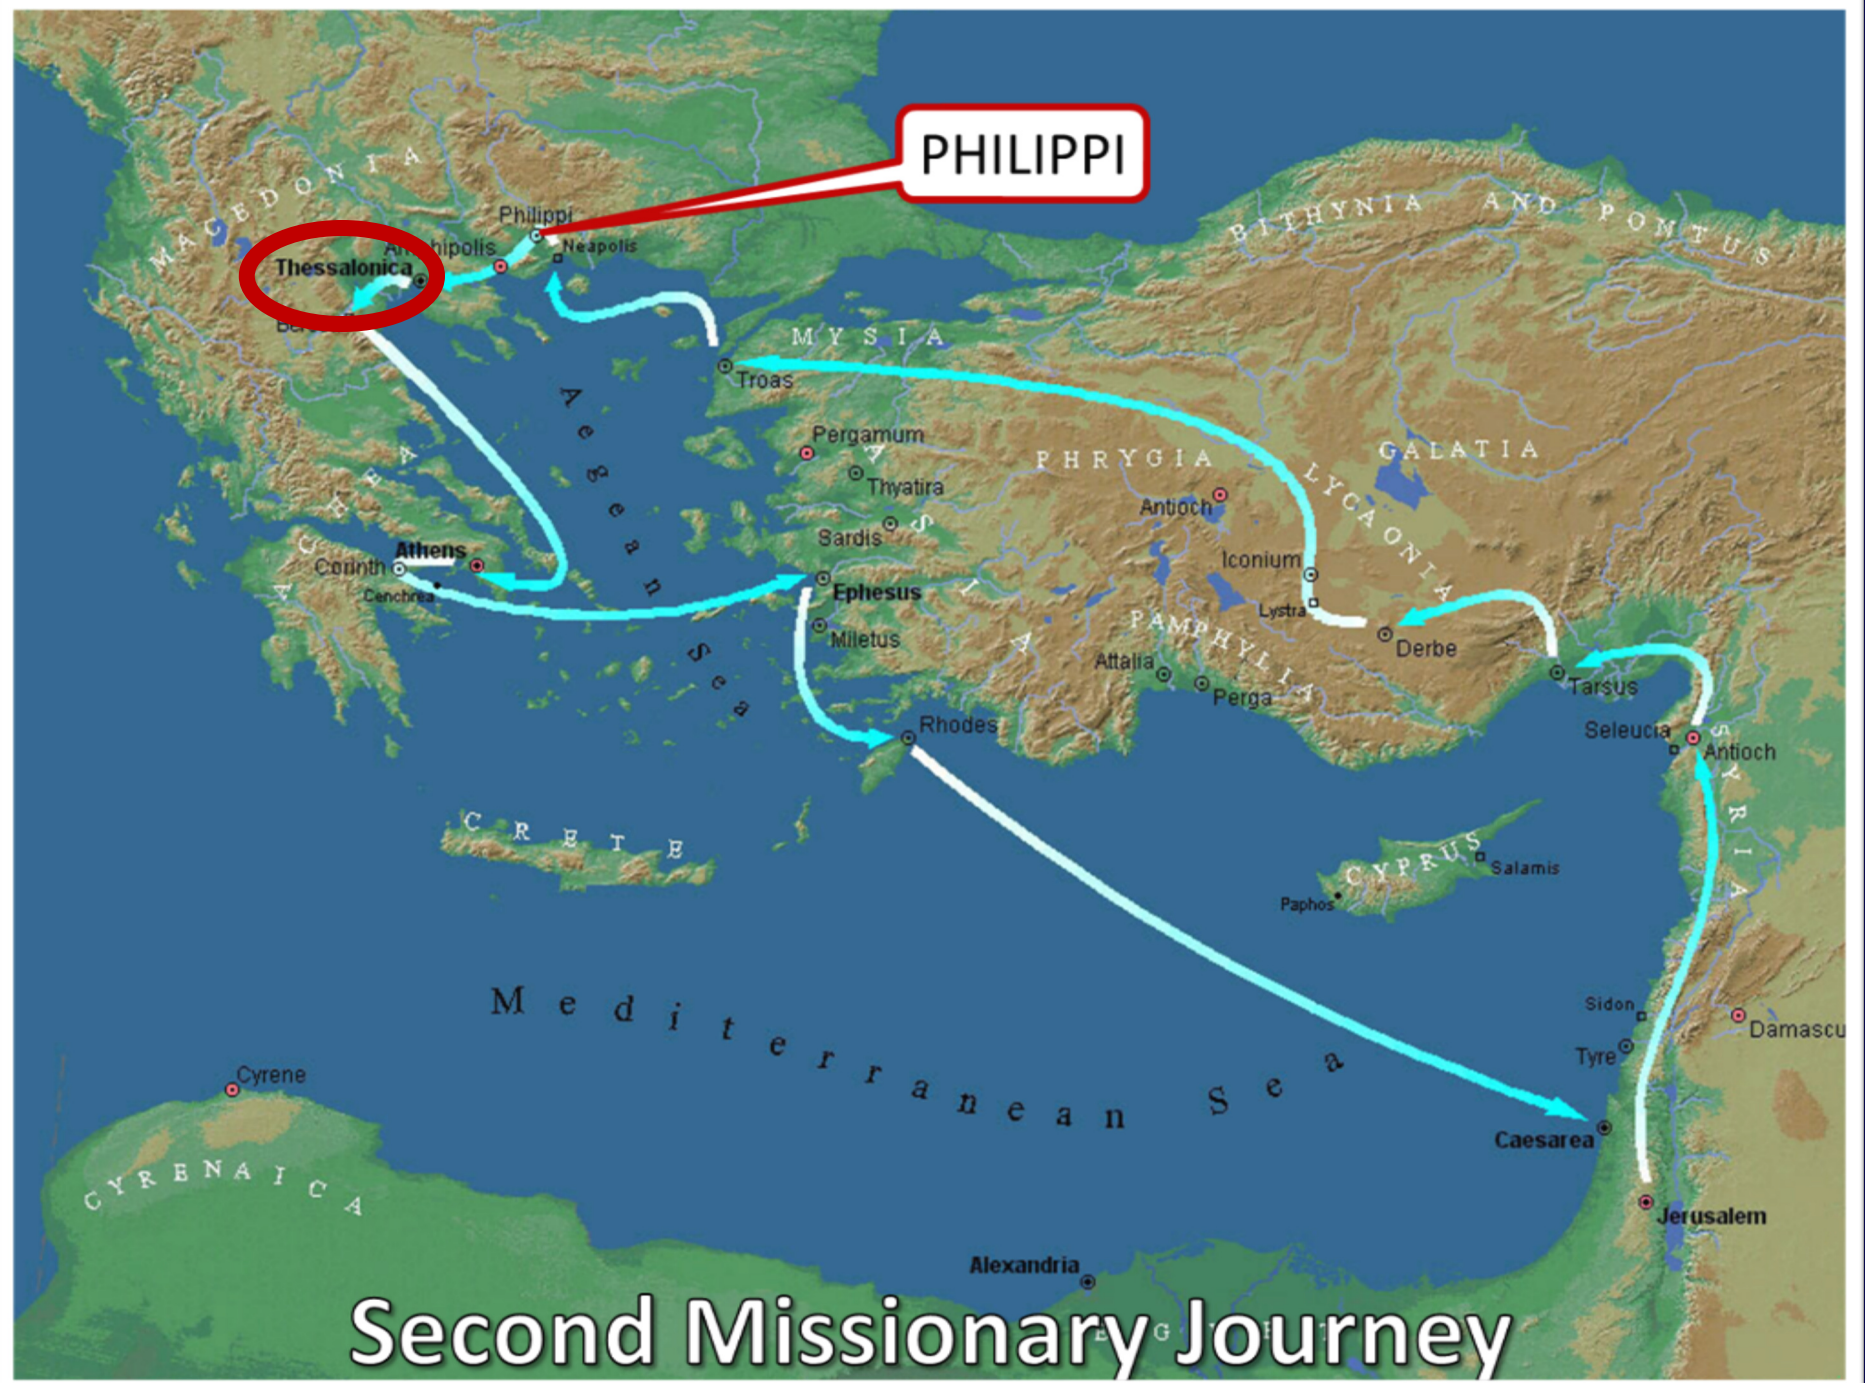 PHILIPPI
MACEDONIA
Philippi
Neapolis
Thessalonica
BITHYNIA AND POMTUS
MYSIA
Troas
Aegean Sea
Pergamum
Thyatira
Sardis
ASIA
PHRYGIA
GALATIA
LYCAONIA
Antioch
Iconium
Lystra
Derbe
PAMPHYLIA
Attalia
Perga
Tarsus
Seleucia
Antioch
SYRIA
ACHEA
Athens
Corinth
Cenchrea
Ephesus
Miletus
Rhodes
CRETE
CYPRUS
Salamis
Paphos
Mediterranean Sea
Sidon
Tyre
Damascu
Caesarea
Jerusalem
Cyrene
CYRENAICA
Alexandria
Second Missionary Journey